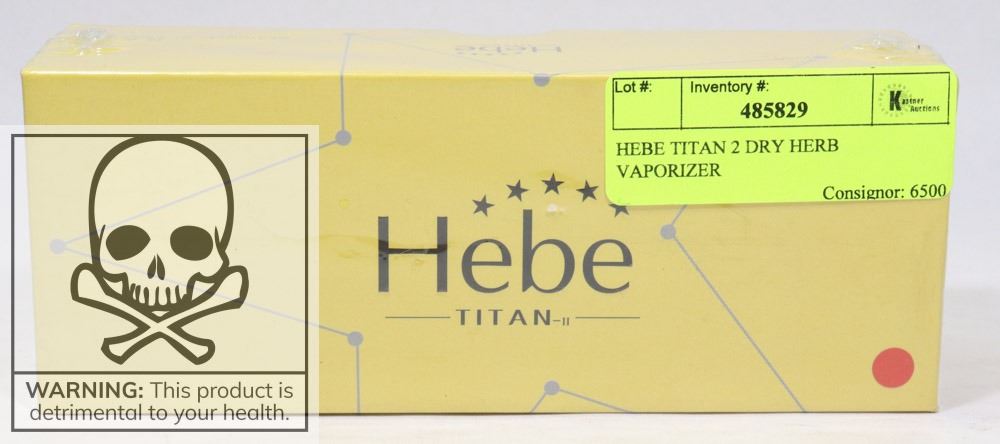 Hebe
Lot #:
Inventory #:
485829
Kaptner
Auctions
HEBE TITAN 2 DRY HERB
VAPORIZER
Consignor: 6500
Hebe
TITAN-II
WARNING: This product is
detrimental to your health.